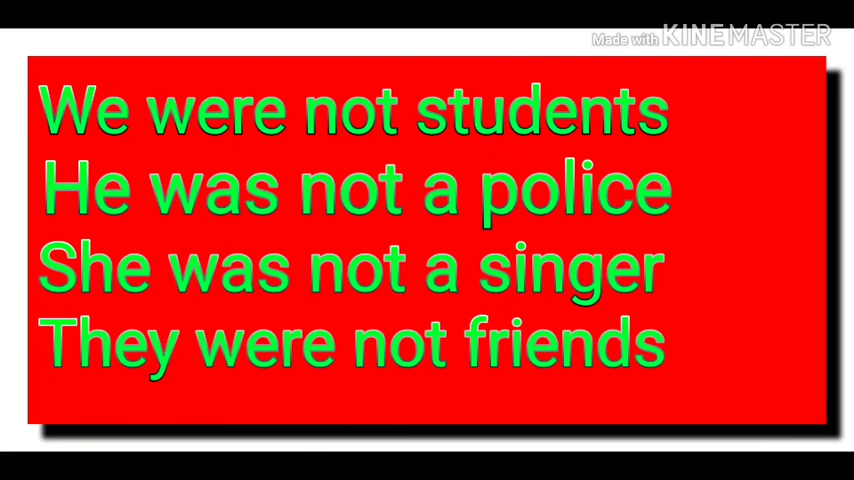 Made with KINEMASTER
We were not students
He was not a police
She was not a singer
They were not friends